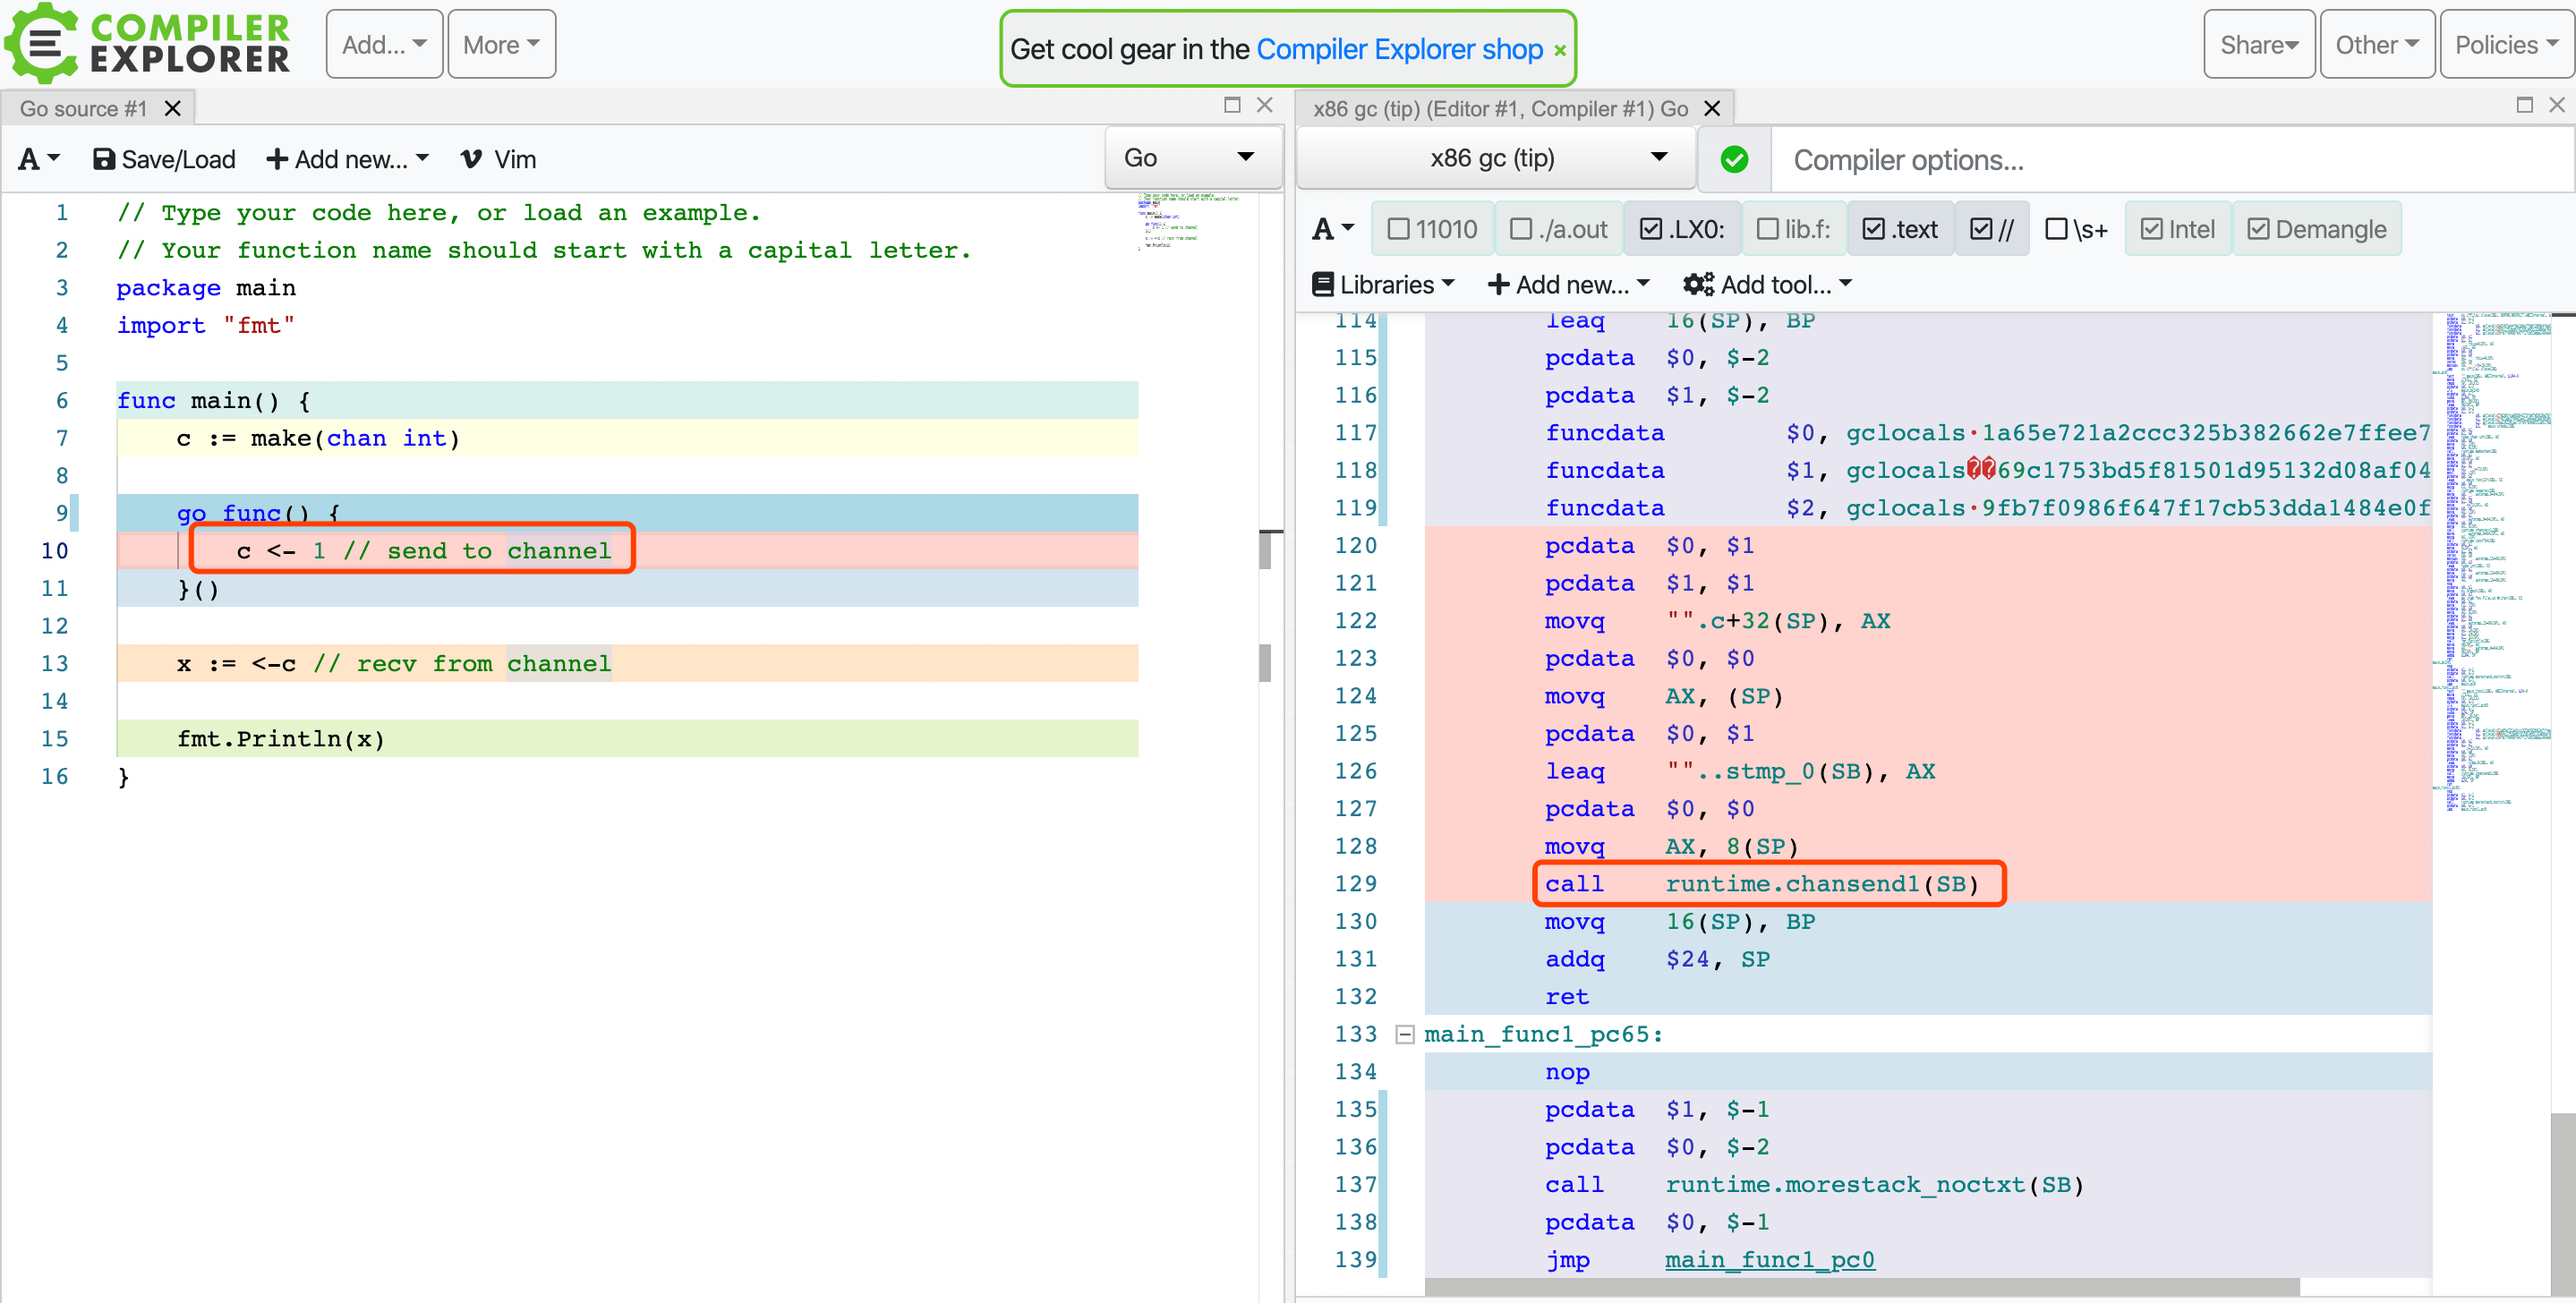 COMPILER
EXPLORER
Add...
More
Get cool gear in the Compiler Explorer shop ×
Share
Other
Policies
Go source #1
x86 gc (tip) (Editor #1, Compiler #1) Go
A
Save/Load
Add new...
Vim
Go
x86 gc (tip)
Compiler options...
A
11010
./a.out
.LX0:
lib.f:
.text
//
\s+
Intel
Demangle
Libraries
Add new...
Add tool...
1 // Type your code here, or load an example.
2 // Your function name should start with a capital letter.
3 package main
4 import "fmt"
5
6 func main() {
7 c := make(chan int)
8
9 go func() {
10 c <- 1 // send to channel
11 }()
12
13 x := <-c // recv from channel
14
15 fmt.Println(x)
16 }
114 leaq 16(SP), BP
115 pcdata $0, $-2
116 pcdata $1, $-2
117 funcdata $0, gclocals·1a65e721a2ccc325b382662e7ffee7
118 funcdata $1, gclocals��69c1753bd5f81501d95132d08af04
119 funcdata $2, gclocals·9fb7f0986f647f17cb53dda1484e0f
120 pcdata $0, $1
121 pcdata $1, $1
122 movq "".c+32(SP), AX
123 pcdata $0, $0
124 movq AX, (SP)
125 pcdata $0, $1
126 leaq ""..stmp_0(SB), AX
127 pcdata $0, $0
128 movq AX, 8(SP)
129 call runtime.chansend1(SB)
130 movq 16(SP), BP
131 addq $24, SP
132 ret
133 main_func1_pc65:
134 nop
135 pcdata $1, $-1
136 pcdata $0, $-2
137 call runtime.morestack_noctxt(SB)
138 pcdata $0, $-1
139 jmp main_func1_pc0